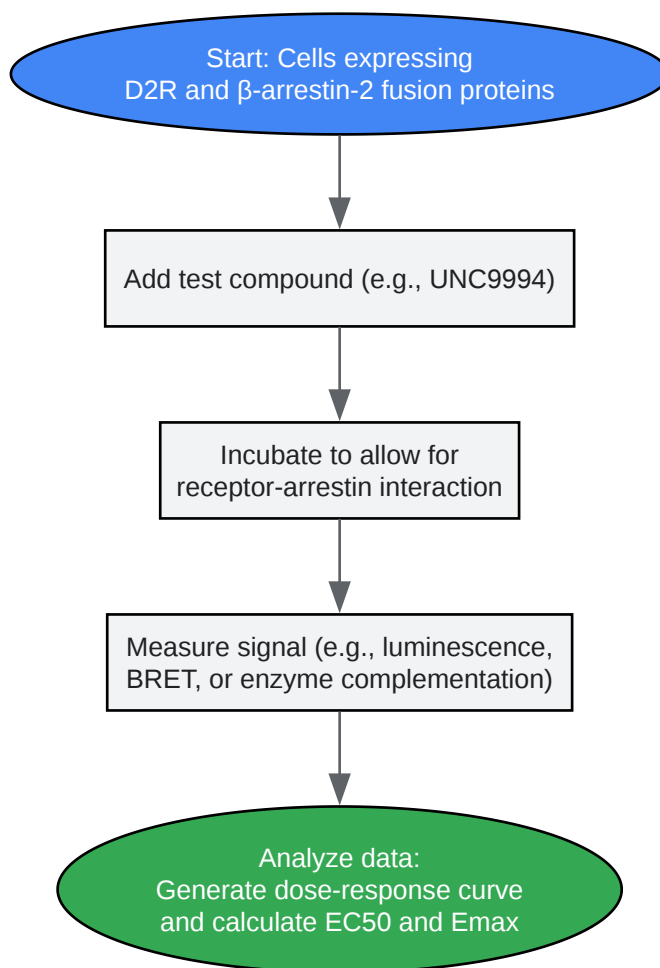 Start: Cells expressing
D2R and β-arrestin-2 fusion proteins
Add test compound (e.g., UNC9994)
Incubate to allow for
receptor-arrestin interaction
Measure signal (e.g., luminescence,
BRET, or enzyme complementation)
Analyze data:
Generate dose-response curve
and calculate EC50 and Emax